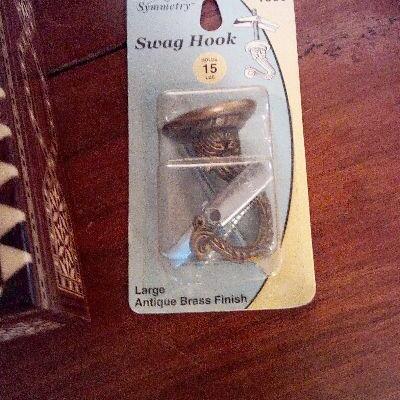 Symmetry
Swag Hook
HOLDS
15
LBS
Large
Antique Brass Finish